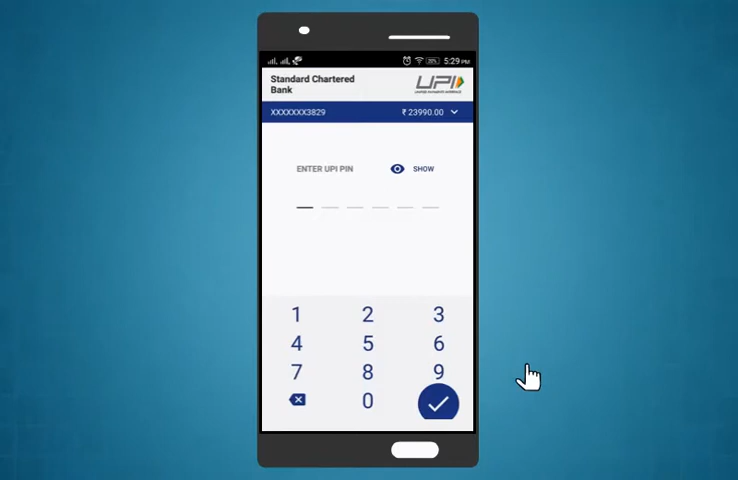 5:29 PM
Standard Chartered
Bank
UPI
XXXXXXX3829
₹ 23990.00
ENTER UPI PIN
SHOW
1 2 3
4 5 6
7 8 9
0